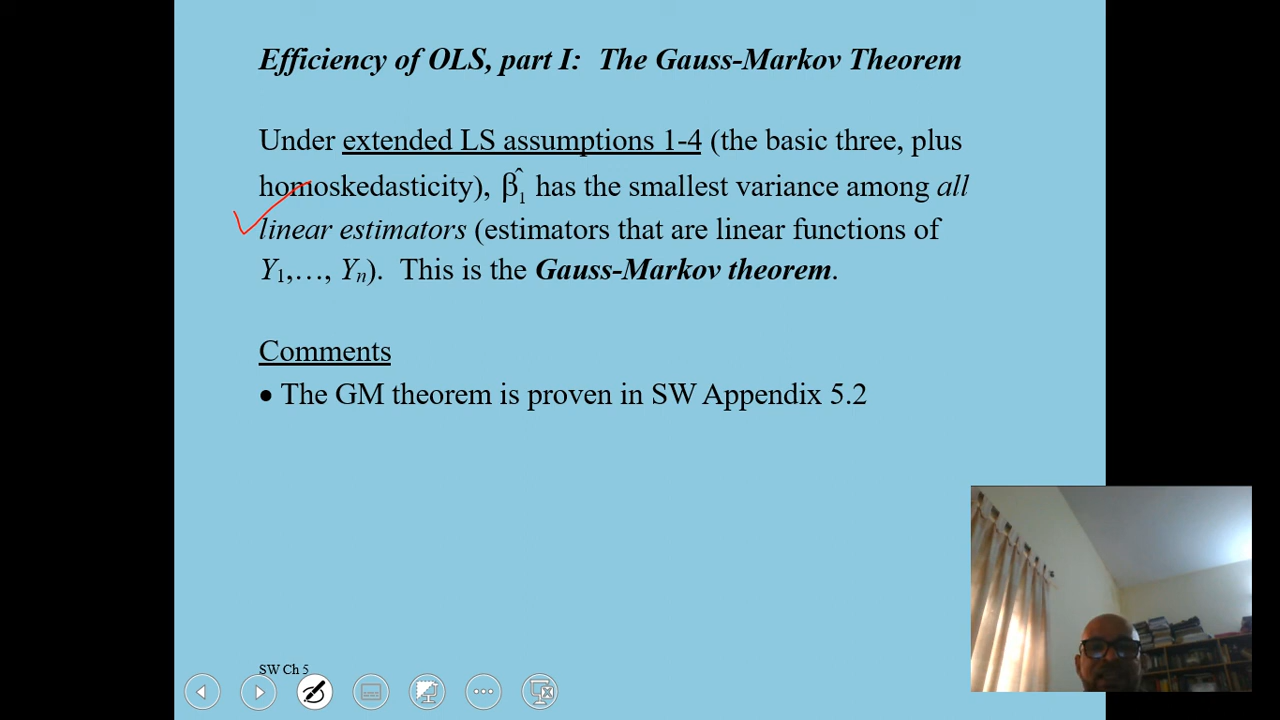 Efficiency of OLS, part I: The Gauss-Markov Theorem
Under extended LS assumptions 1-4 (the basic three, plus
homoskedasticity), β̂₁ has the smallest variance among all
linear estimators (estimators that are linear functions of
Y₁,…, Yₙ). This is the Gauss-Markov theorem.
Comments
• The GM theorem is proven in SW Appendix 5.2
SW Ch 5